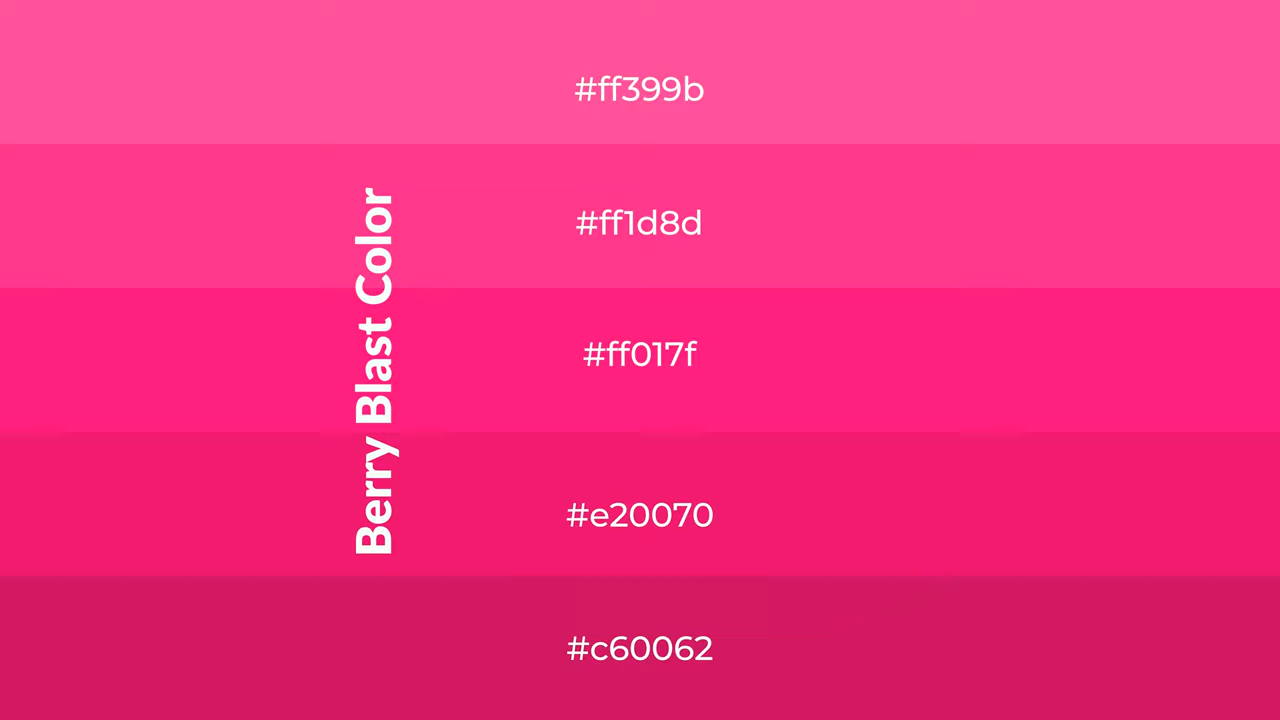 #ff399b
#ff1d8d
Berry Blast Color
#ff017f
#e20070
#c60062